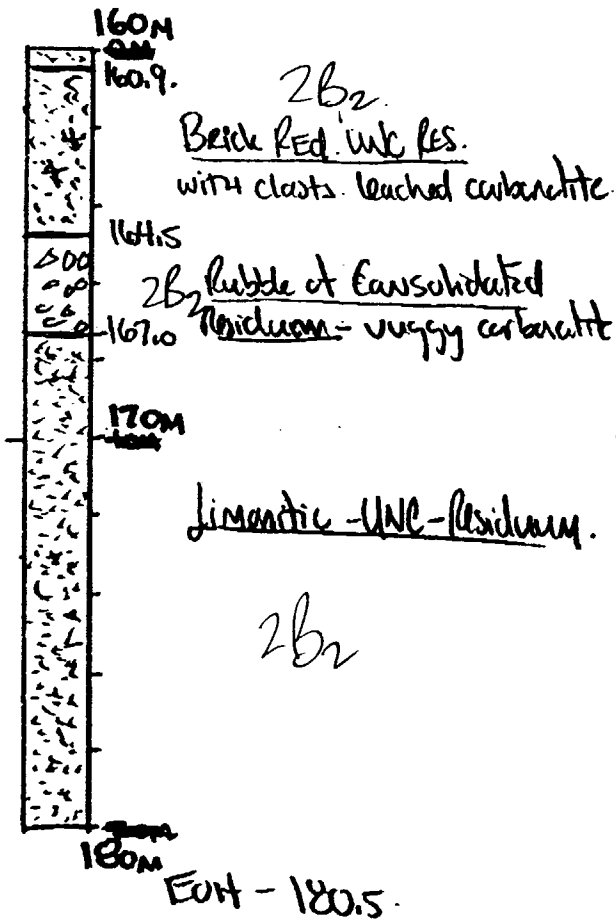 160M
160.9.
2B2
Brick Red. UNC RES.
with clasts. leached carbonatite
164.5
2B2 Rubble of Consolidated
167.0 Residuum - vuggy carbonatite
170M
Limonitic - UNC - Residuum.
2B2
180M
EOH - 180.5.